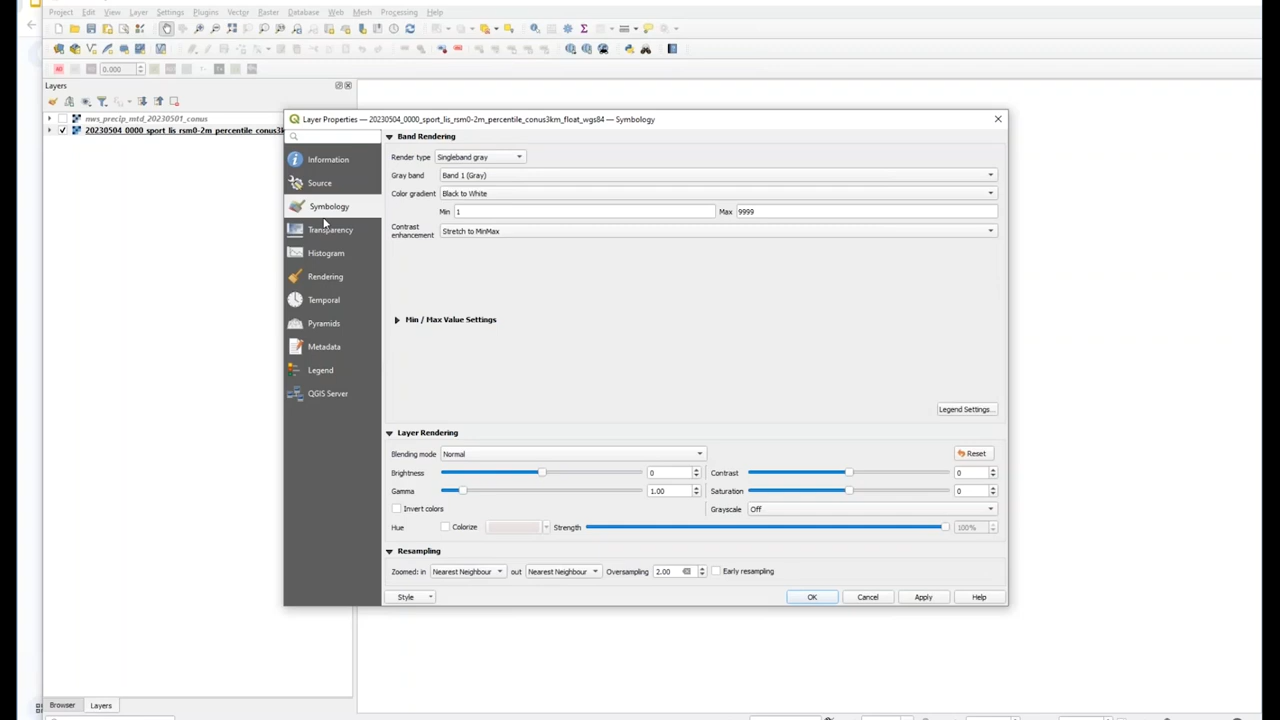 Project Edit View Layer Settings Plugins Vector Raster Database Web Mesh Processing Help
0.000
Layers
nws_precip_mtd_20230501_conus
20230504_0000_sport_lis_rsm0-2m_percentile_conus3k
Layer Properties — 20230504_0000_sport_lis_rsm0-2m_percentile_conus3km_float_wgs84 — Symbology
Information
Source
Symbology
Transparency
Histogram
Rendering
Temporal
Pyramids
Metadata
Legend
QGIS Server
Band Rendering
Render type Singleband gray
Gray band Band 1 (Gray)
Color gradient Black to White
Min 1 Max 9999
Contrast enhancement Stretch to MinMax
Min / Max Value Settings
Legend Settings...
Layer Rendering
Blending mode Normal Reset
Brightness 0 Contrast 0
Gamma 1.00 Saturation 0
Invert colors Grayscale Off
Hue Colorize Strength 100%
Resampling
Zoomed: in Nearest Neighbour out Nearest Neighbour Oversampling 2.00 Early resampling
Style OK Cancel Apply Help
Browser Layers